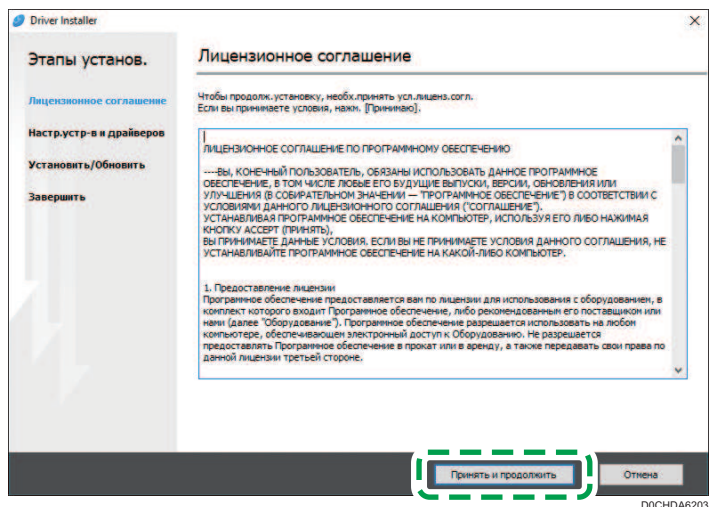 Driver Installer
Этапы установ.
Лицензионное соглашение
Настр.устр-в и драйверов
Установить/Обновить
Завершить
Лицензионное соглашение
Чтобы продолж.установку, необх.принять усл.лиценз.согл.
Если вы принимаете условия, нажм. [Принимаю].
ЛИЦЕНЗИОННОЕ СОГЛАШЕНИЕ ПО ПРОГРАММНОМУ ОБЕСПЕЧЕНИЮ
----ВЫ, КОНЕЧНЫЙ ПОЛЬЗОВАТЕЛЬ, ОБЯЗАНЫ ИСПОЛЬЗОВАТЬ ДАННОЕ ПРОГРАММНОЕ
ОБЕСПЕЧЕНИЕ, В ТОМ ЧИСЛЕ ЛЮБЫЕ ЕГО БУДУЩИЕ ВЫПУСКИ, ВЕРСИИ, ОБНОВЛЕНИЯ ИЛИ
УЛУЧШЕНИЯ (В СОБИРАТЕЛЬНОМ ЗНАЧЕНИИ — "ПРОГРАММНОЕ ОБЕСПЕЧЕНИЕ") В СООТВЕТСТВИИ С
УСЛОВИЯМИ ДАННОГО ЛИЦЕНЗИОННОГО СОГЛАШЕНИЯ ("СОГЛАШЕНИЕ").
УСТАНАВЛИВАЯ ПРОГРАММНОЕ ОБЕСПЕЧЕНИЕ НА КОМПЬЮТЕР, ИСПОЛЬЗУЯ ЕГО ЛИБО НАЖИМАЯ
КНОПКУ ACCEPT (ПРИНЯТЬ),
ВЫ ПРИНИМАЕТЕ ДАННЫЕ УСЛОВИЯ. ЕСЛИ ВЫ НЕ ПРИНИМАЕТЕ УСЛОВИЯ ДАННОГО СОГЛАШЕНИЯ, НЕ
УСТАНАВЛИВАЙТЕ ПРОГРАММНОЕ ОБЕСПЕЧЕНИЕ НА КАКОЙ-ЛИБО КОМПЬЮТЕР.
1. Предоставление лицензии
Программное обеспечение предоставляется вам по лицензии для использования с оборудованием, в
комплект которого входит Программное обеспечение, либо рекомендованным его поставщиком или
нами (далее "Оборудование"). Программное обеспечение разрешается использовать на любом
компьютере, обеспечивающем электронный доступ к Оборудованию. Не разрешается
предоставлять Программное обеспечение в прокат или в аренду, а также передавать свои права по
данной лицензии третьей стороне.
Принять и продолжить
Отмена
D0CHDA6203